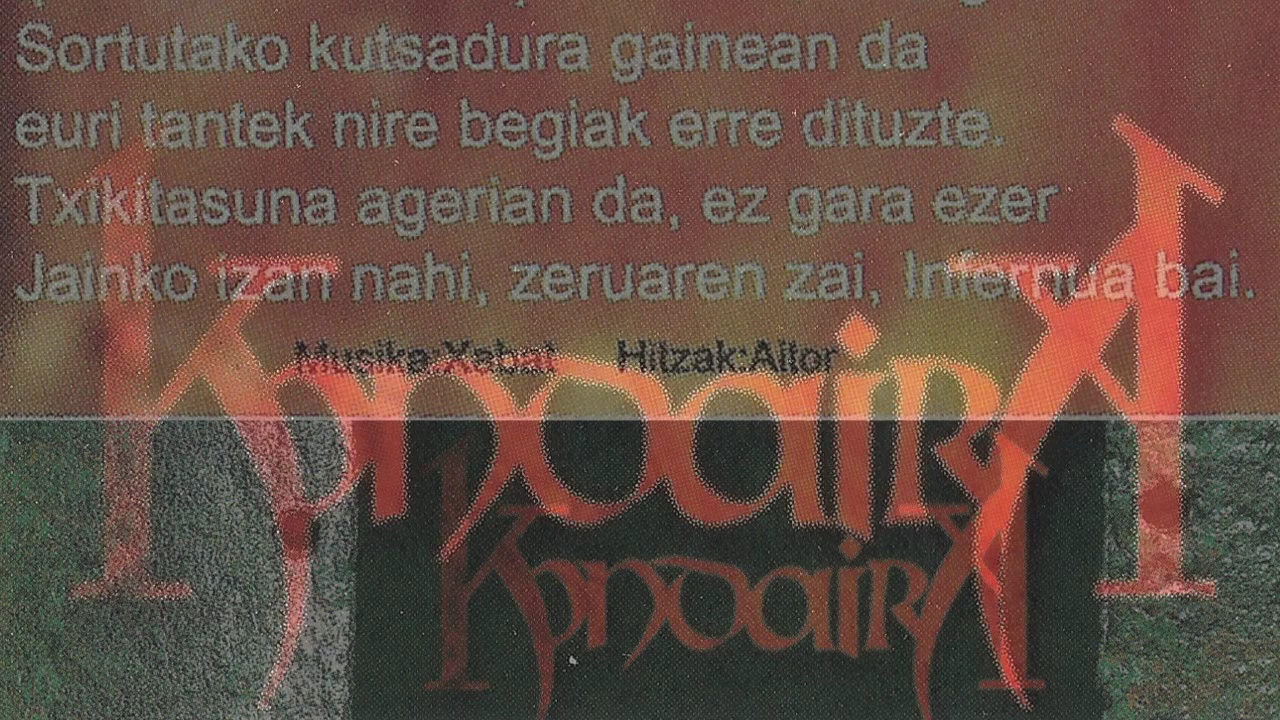 Sortutako kutsadura gainean da
euri tantek nire begiak erre dituzte.
Txikitasuna agerian da, ez gara ezer
Jainko izan nahi, zeruaren zai, Infernua bai.
Musika:Xabat Hitzak:Aitor
KondairA
KondairA